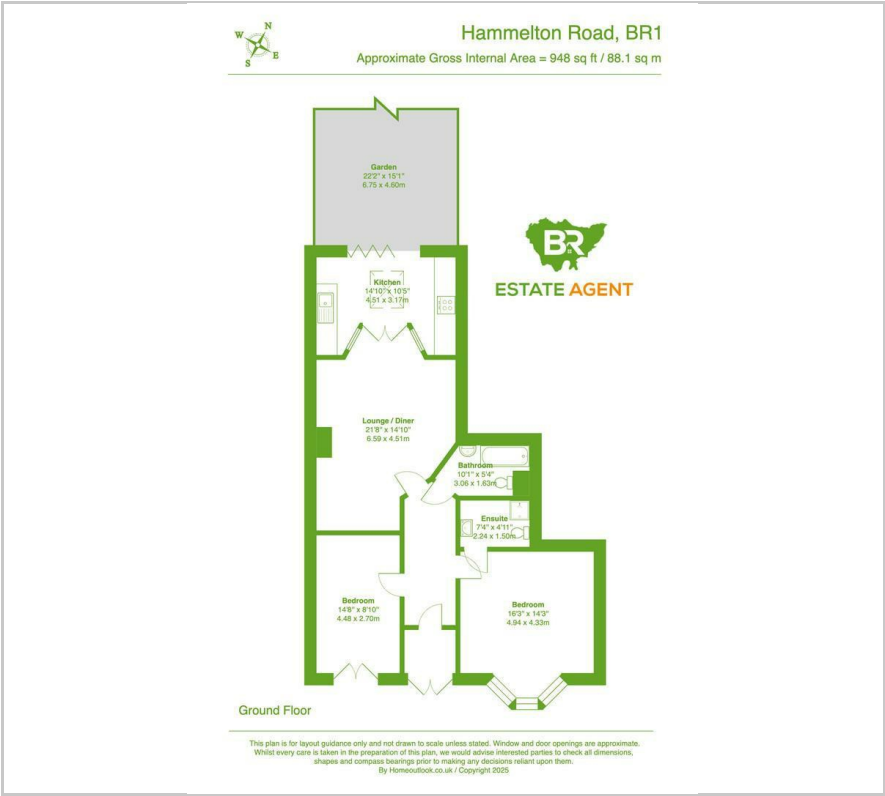 N
W
E
S
Hammelton Road, BR1
Approximate Gross Internal Area = 948 sq ft / 88.1 sq m
Garden
22'2" x 15'1"
6.75 x 4.60m
BR
ESTATE AGENT
Kitchen
14'10" x 10'5"
4.51 x 3.17m
Lounge / Diner
21'8" x 14'10"
6.59 x 4.51m
Bathroom
10'1" x 5'4"
3.06 x 1.63m
Ensuite
7'4" x 4'11"
2.24 x 1.50m
Bedroom
14'8" x 8'10"
4.48 x 2.70m
Bedroom
16'3" x 14'3"
4.94 x 4.33m
Ground Floor
This plan is for layout guidance only and not drawn to scale unless stated. Window and door openings are approximate.
Whilst every care is taken in the preparation of this plan, we would advise interested parties to check all dimensions,
shapes and compass bearings prior to making any decisions reliant upon them.
By Homeoutlook.co.uk / Copyright 2025